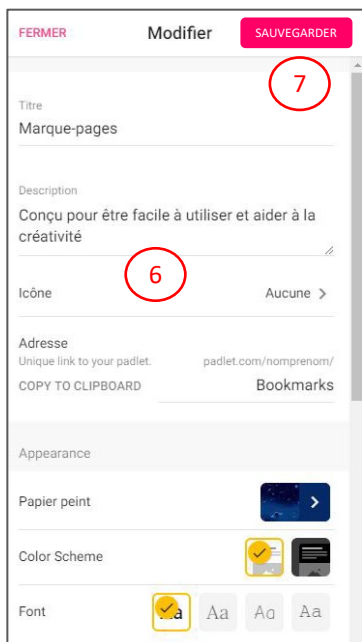 FERMER Modifier SAUVEGARDER
7
Titre
Marque-pages
Description
Conçu pour être facile à utiliser et aider à la
créativité
6
Icône Aucune >
Adresse
Unique link to your padlet. padlet.com/nomprenom/
COPY TO CLIPBOARD Bookmarks
Appearance
Papier peint >
Color Scheme
Font Aa Aa Aa